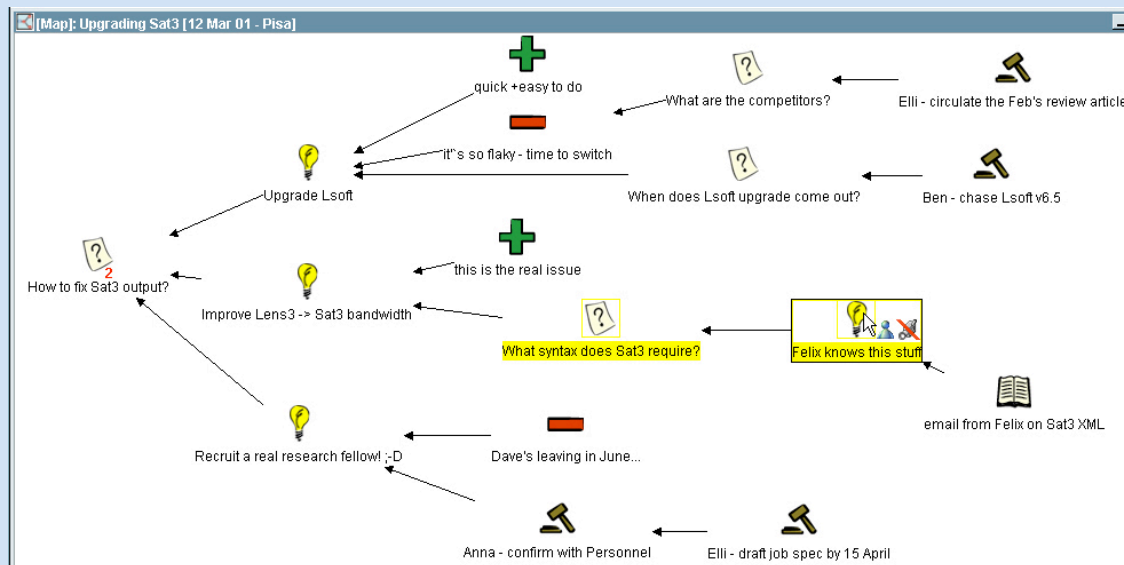 [Map]: Upgrading Sat3 [12 Mar 01 - Pisa]
quick +easy to do
What are the competitors?
Elli - circulate the Feb's review article
it''s so flaky - time to switch
Upgrade Lsoft
When does Lsoft upgrade come out?
Ben - chase Lsoft v6.5
?
2
How to fix Sat3 output?
this is the real issue
Improve Lens3 -> Sat3 bandwidth
What syntax does Sat3 require?
Felix knows this stuff
email from Felix on Sat3 XML
Recruit a real research fellow! ;-D
Dave's leaving in June...
Anna - confirm with Personnel
Elli - draft job spec by 15 April